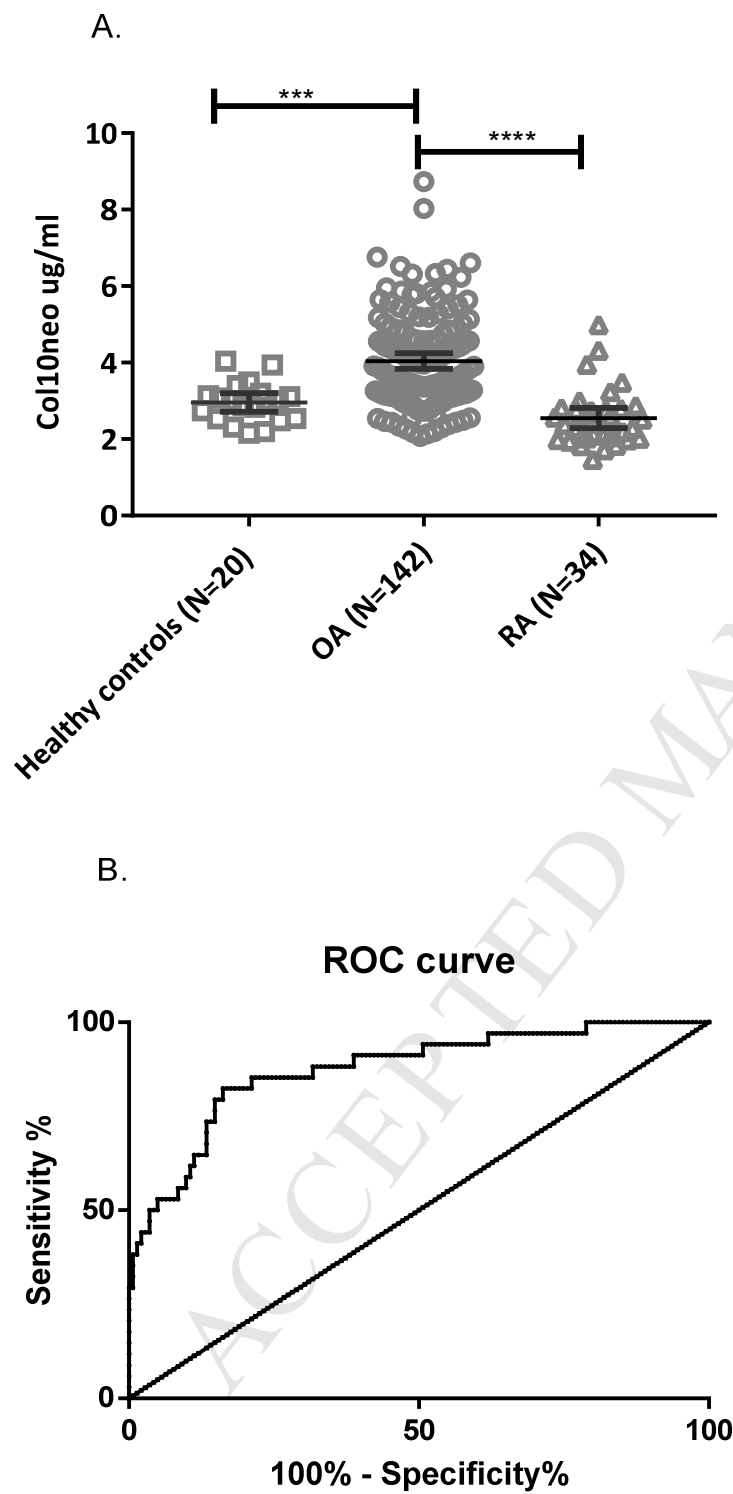 A.
***
****
10
8
6
4
2
0
Col10neo ug/ml
Healthy controls (N=20)
OA (N=142)
RA (N=34)
B.
ROC curve
100
50
0
Sensitivity %
0
50
100
100% - Specificity%
ACCEPTED MA